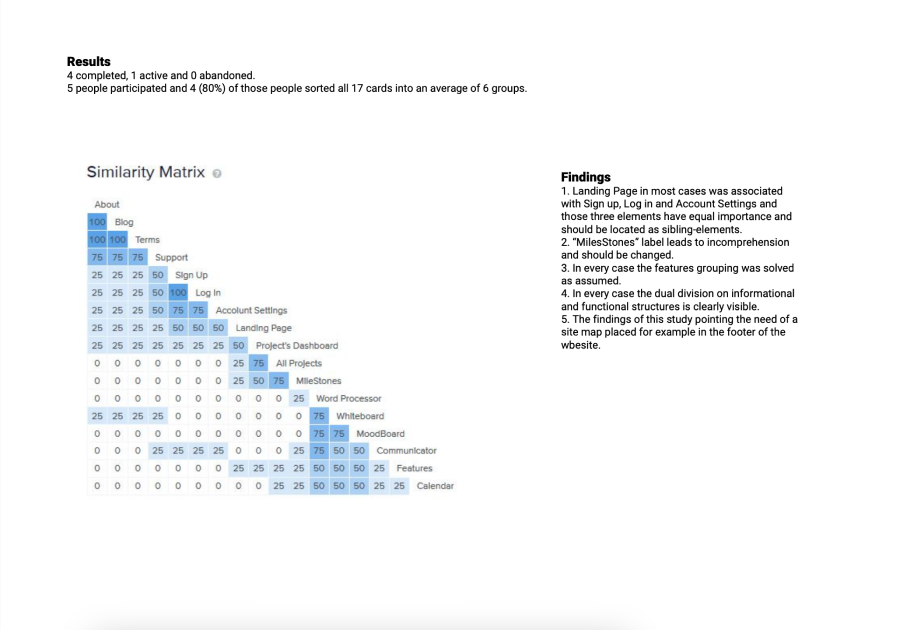 Results
4 completed, 1 active and 0 abandoned.
5 people participated and 4 (80%) of those people sorted all 17 cards into an average of 6 groups.
Similarity Matrix ?
About
100 Blog
100 100 Terms
75 75 75 Support
25 25 25 50 Sign Up
25 25 25 50 100 Log In
25 25 25 50 75 75 Account Settings
25 25 25 25 50 50 50 Landing Page
25 25 25 25 25 25 25 50 Project's Dashboard
0 0 0 0 0 0 0 25 75 All Projects
0 0 0 0 0 0 0 25 50 75 MileStones
0 0 0 0 0 0 0 0 0 0 25 Word Processor
25 25 25 25 0 0 0 0 0 0 0 75 Whiteboard
0 0 0 0 0 0 0 0 0 0 0 75 75 MoodBoard
0 0 0 25 25 25 25 0 0 0 25 75 50 50 Communicator
0 0 0 0 0 0 0 25 25 25 25 50 50 50 25 Features
0 0 0 0 0 0 0 0 0 25 25 50 50 50 25 25 Calendar
Findings
1. Landing Page in most cases was associated
with Sign up, Log in and Account Settings and
those three elements have equal importance and
should be located as sibling-elements.
2. “MilesStones” label leads to incomprehension
and should be changed.
3. In every case the features grouping was solved
as assumed.
4. In every case the dual division on informational
and functional structures is clearly visible.
5. The findings of this study pointing the need of a
site map placed for example in the footer of the
wbesite.